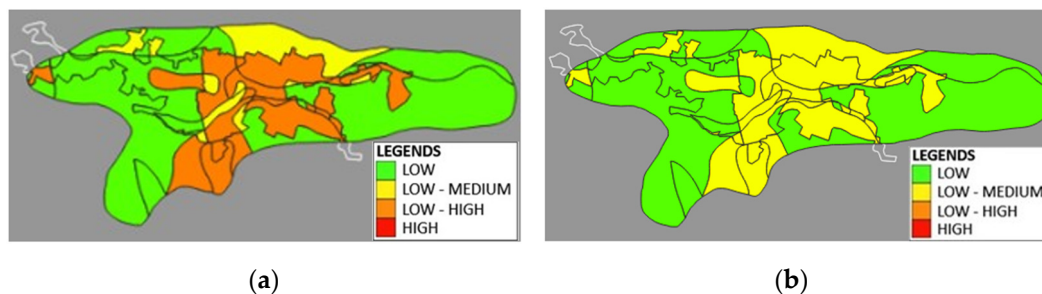 LEGENDS
LOW
LOW - MEDIUM
LOW - HIGH
HIGH
LEGENDS
LOW
LOW - MEDIUM
LOW - HIGH
HIGH
(a)
(b)